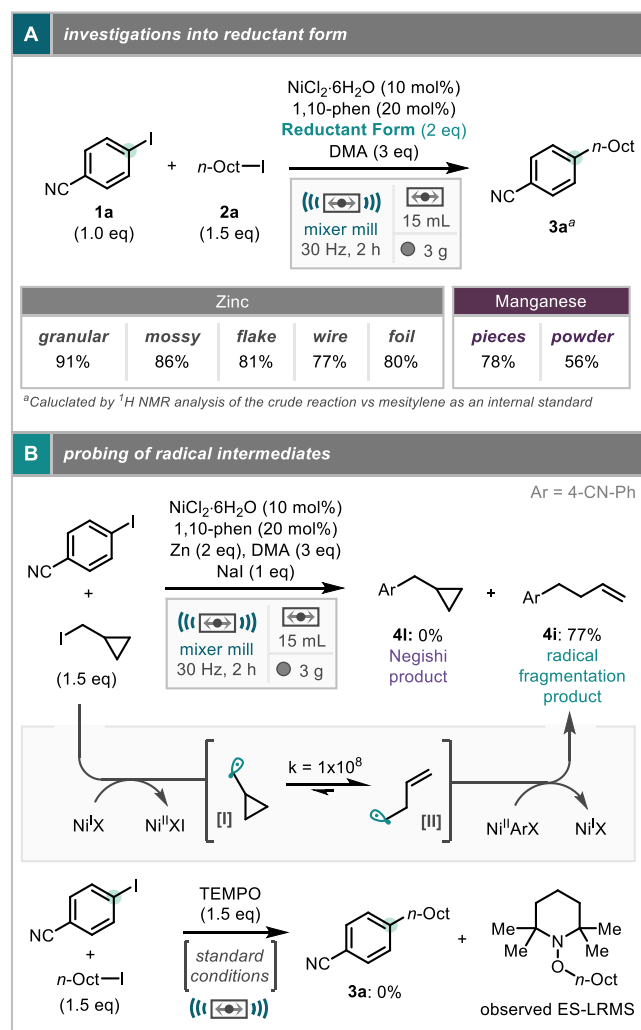 A investigations into reductant form
NiCl2·6H2O (10 mol%)
1,10-phen (20 mol%)
Reductant Form (2 eq)
DMA (3 eq)
I
NC
1a
(1.0 eq)
+
n-Oct–I
2a
(1.5 eq)
mixer mill
30 Hz, 2 h
15 mL
3 g
n-Oct
NC
3aᵃ
Zinc
Manganese
granular mossy flake wire foil pieces powder
91% 86% 81% 77% 80% 78% 56%
ᵃCaluclated by ¹H NMR analysis of the crude reaction vs mesitylene as an internal standard
B probing of radical intermediates
Ar = 4-CN-Ph
NiCl2·6H2O (10 mol%)
1,10-phen (20 mol%)
Zn (2 eq), DMA (3 eq)
NaI (1 eq)
I
NC
+
I
(1.5 eq)
mixer mill
30 Hz, 2 h
15 mL
3 g
Ar
+
Ar
4l: 0%
Negishi
product
4i: 77%
radical
fragmentation
product
NiᴵX
NiᴵᴵXI
[I]
k = 1x10⁸
[II]
NiᴵᴵArX
NiᴵX
I
NC
+
n-Oct–I
(1.5 eq)
TEMPO
(1.5 eq)
standard
conditions
n-Oct
NC
3a: 0%
+
Me
Me
Me
Me
N
O
n-Oct
observed ES-LRMS